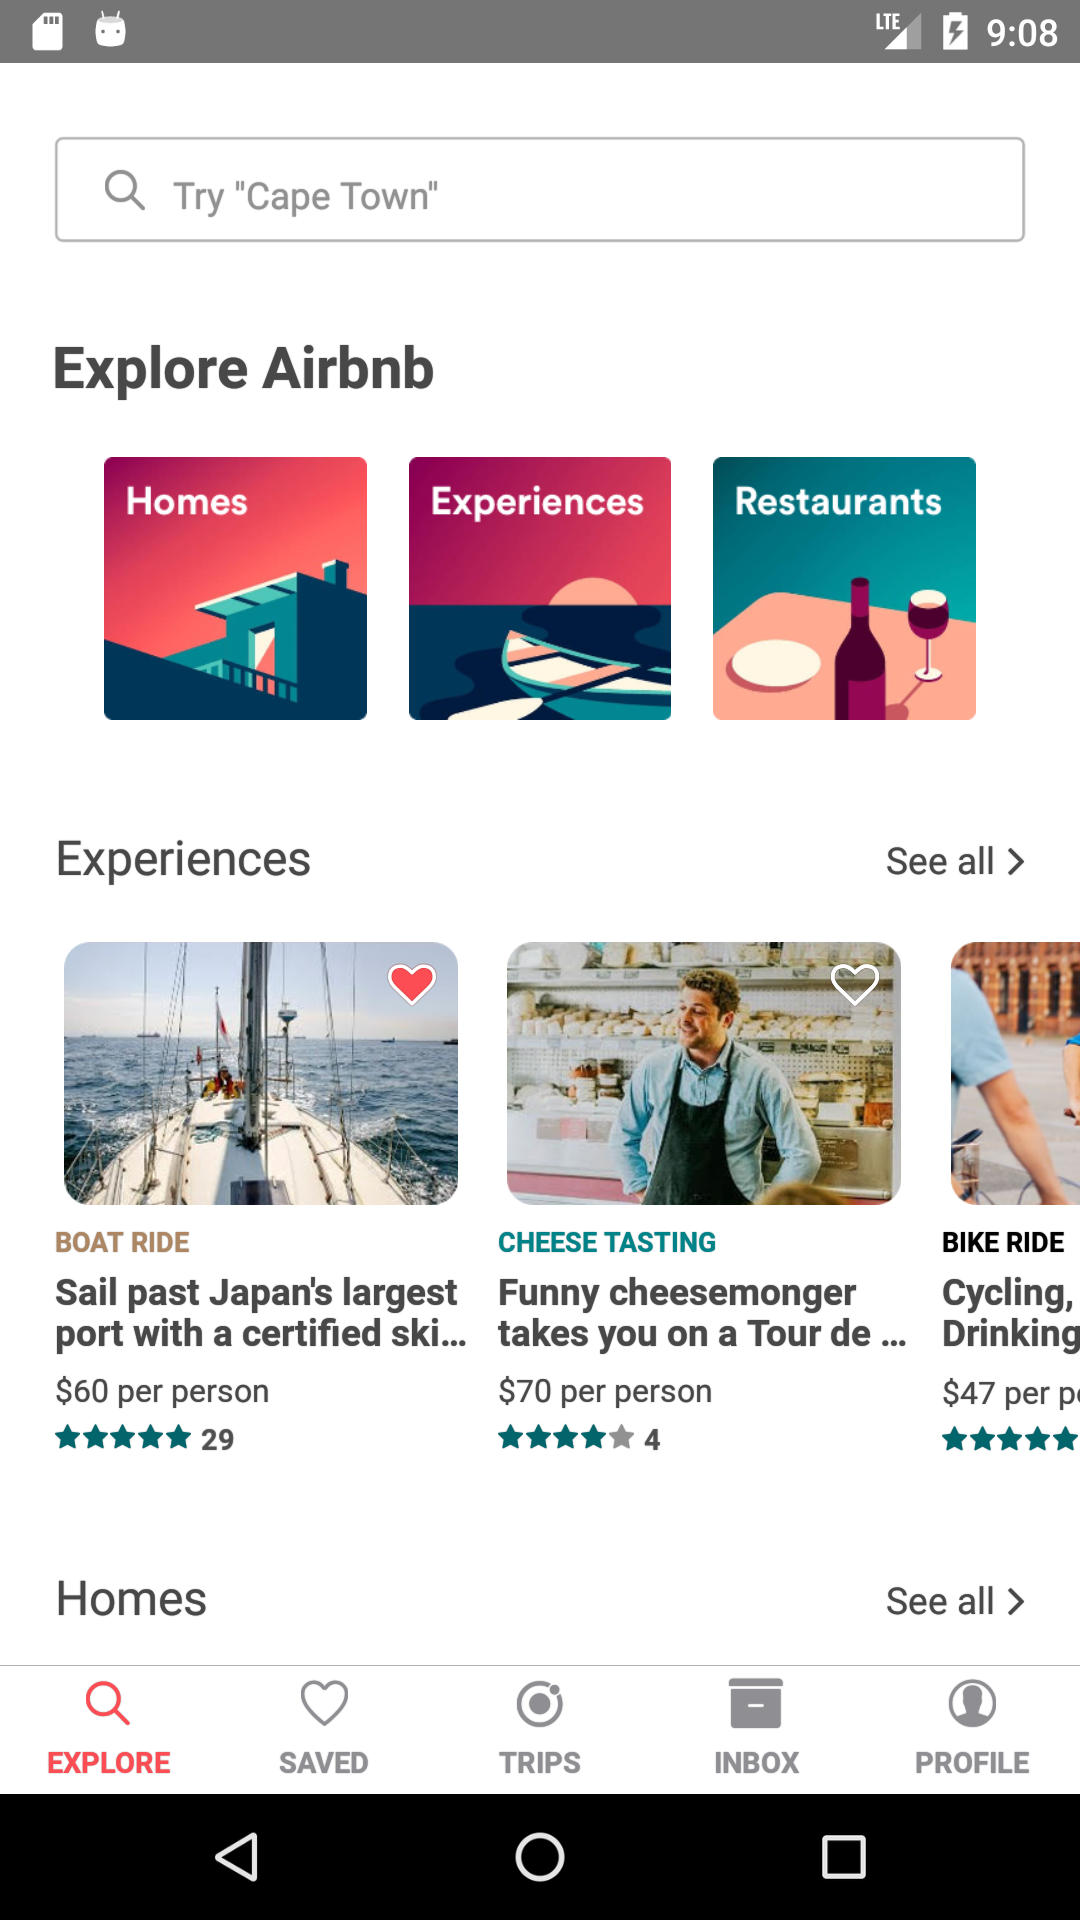 LTE 9:08
Try "Cape Town"
Explore Airbnb
Homes
Experiences
Restaurants
Experiences
See all
BOAT RIDE
Sail past Japan's largest
port with a certified ski...
$60 per person
29
CHEESE TASTING
Funny cheesemonger
takes you on a Tour de ...
$70 per person
4
BIKE RIDE
Cycling,
Drinking
$47 per
Homes
See all
EXPLORE
SAVED
TRIPS
INBOX
PROFILE